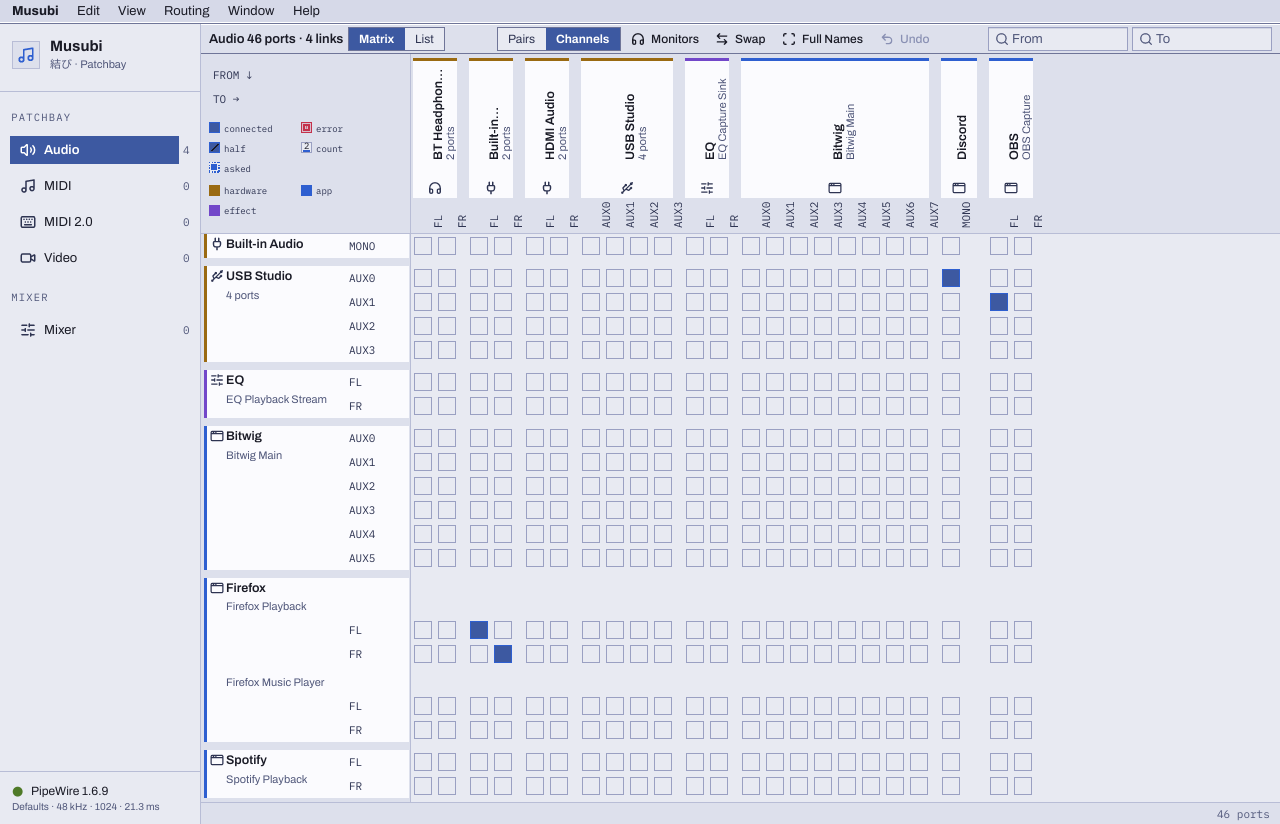 Musubi Edit View Routing Window Help
Musubi
結び · Patchbay
PATCHBAY
Audio 4
MIDI 0
MIDI 2.0 0
Video 0
MIXER
Mixer 0
PipeWire 1.6.9
Defaults · 48 kHz · 1024 · 21.3 ms
Audio 46 ports · 4 links Matrix List Pairs Channels Monitors Swap Full Names Undo From To
FROM ↓
TO →
connected error
half 2 count
asked
hardware app
effect
BT Headphon...
2 ports
Built-in...
2 ports
HDMI Audio
2 ports
USB Studio
4 ports
EQ
EQ Capture Sink
Bitwig
Bitwig Main
Discord
OBS
OBS Capture
FL FR FL FR FL FR AUX0 AUX1 AUX2 AUX3 FL FR AUX0 AUX1 AUX2 AUX3 AUX4 AUX5 AUX6 AUX7 MONO FL FR
Built-in Audio MONO
USB Studio AUX0
4 ports
AUX1
AUX2
AUX3
EQ FL
EQ Playback Stream
FR
Bitwig AUX0
Bitwig Main
AUX1
AUX2
AUX3
AUX4
AUX5
Firefox
Firefox Playback
FL
FR
Firefox Music Player
FL
FR
Spotify FL
Spotify Playback
FR
46 ports